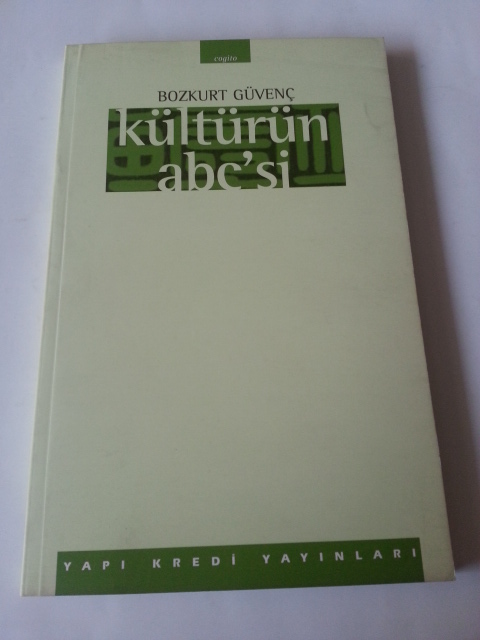 cogito
BOZKURT GÜVENÇ
kültürün
abc'si
YAPI KREDİ YAYINLARI